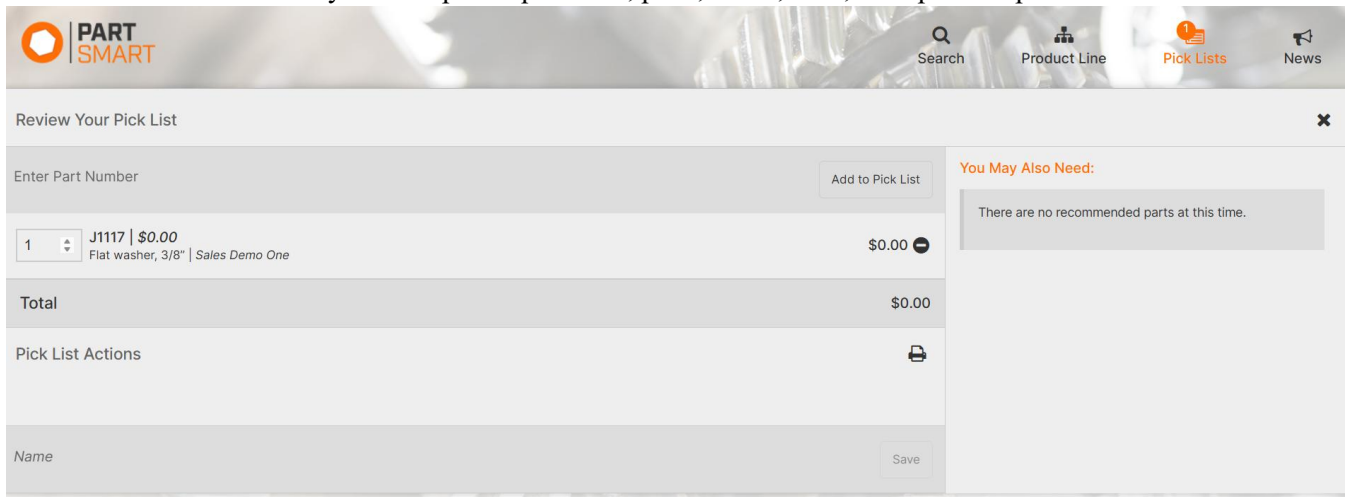 PART
SMART
Search
Product Line
1
Pick Lists
News
Review Your Pick List
Enter Part Number
Add to Pick List
You May Also Need:
There are no recommended parts at this time.
1
J1117 | $0.00
Flat washer, 3/8" | Sales Demo One
$0.00
Total
$0.00
Pick List Actions
Name
Save